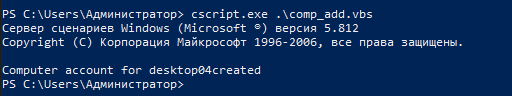 PS C:\Users\Администратор> cscript.exe .\comp_add.vbs
Сервер сценариев Windows (Microsoft ®) версия 5.812
Copyright (C) Корпорация Майкрософт 1996-2006, все права защищены.
Computer account for desktop04created
PS C:\Users\Администратор>